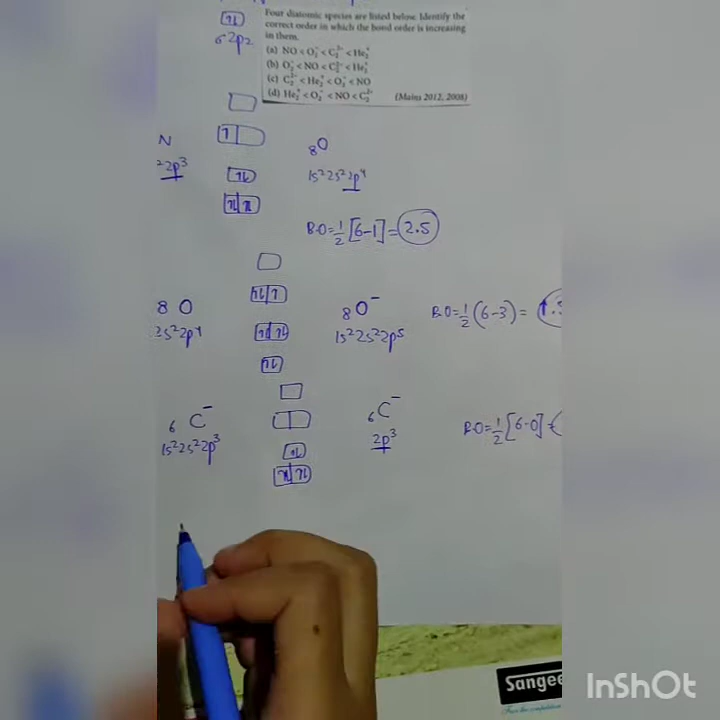 Four diatomic species are listed below. Identify the
correct order in which the bond order is increasing
in them.
(a) NO < O₂⁻ < C₂²⁻ < He₂⁺
(b) O₂⁻ < NO < C₂²⁻ < He₂⁺
(c) C₂²⁻ < He₂⁺ < O₂⁻ < NO
(d) He₂⁺ < O₂⁻ < NO < C₂²⁻
(Mains 2012, 2008)
σ2pz
N
2p³
₈O
1s²2s²2p⁴
B.O=½[6-1]=2.5
8 O
2s²2p⁴
₈O⁻
1s²2s²2p⁵
B.O=½(6-3)=
₆C⁻
1s²2s²2p³
₆C⁻
2p³
B.O=½[6-0]=
Sangee
InShOt